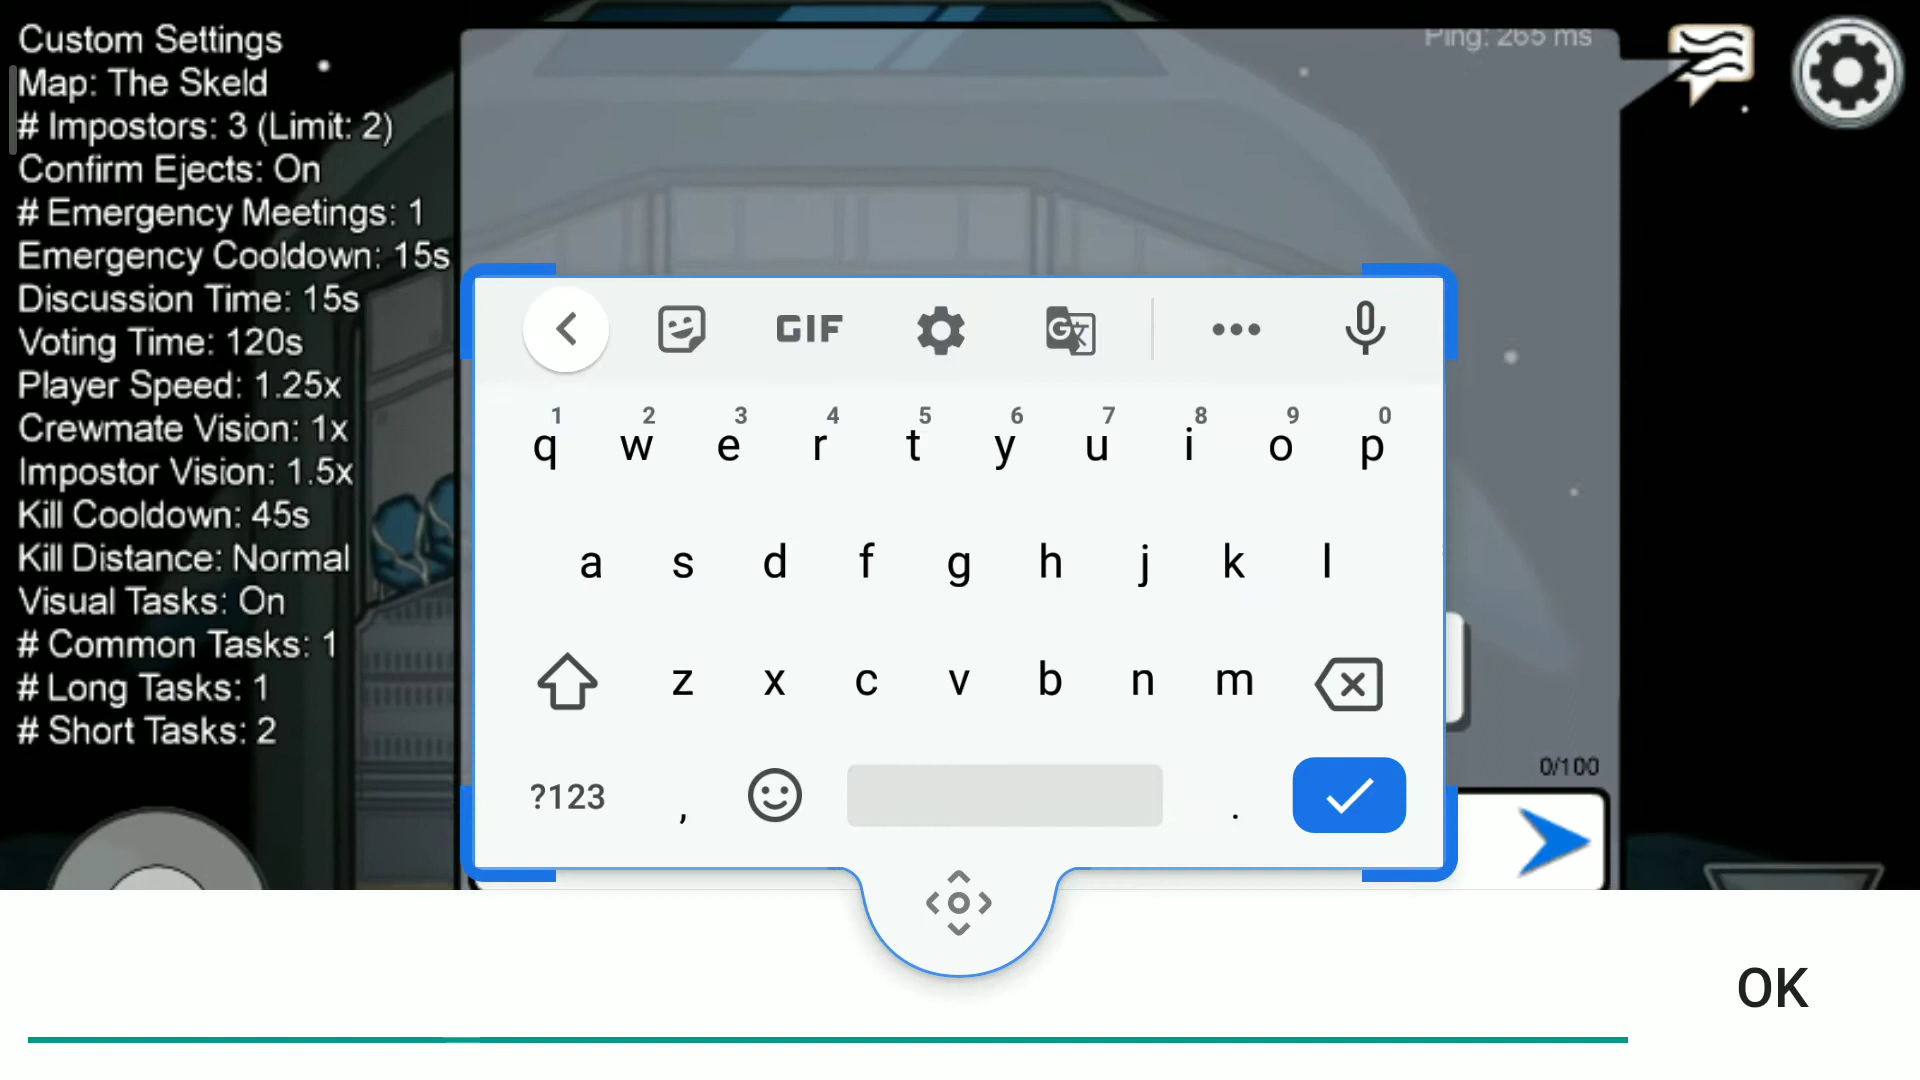 Custom Settings
Map: The Skeld
# Impostors: 3 (Limit: 2)
Confirm Ejects: On
# Emergency Meetings: 1
Emergency Cooldown: 15s
Discussion Time: 15s
Voting Time: 120s
Player Speed: 1.25x
Crewmate Vision: 1x
Impostor Vision: 1.5x
Kill Cooldown: 45s
Kill Distance: Normal
Visual Tasks: On
# Common Tasks: 1
# Long Tasks: 1
# Short Tasks: 2
Ping: 265 ms
GIF
G文
1 2 3 4 5 6 7 8 9 0
q w e r t y u i o p
a s d f g h j k l
z x c v b n m
?123 , .
0/100
OK